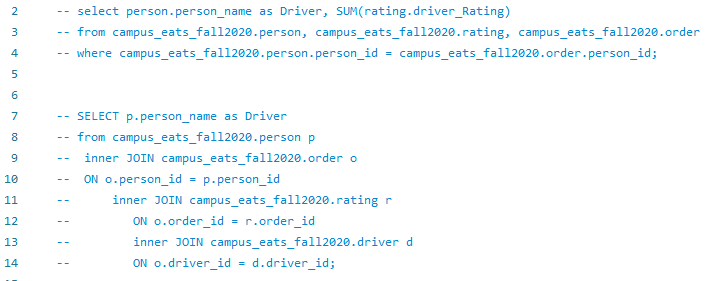 2 -- select person.person_name as Driver, SUM(rating.driver_Rating)
3 -- from campus_eats_fall2020.person, campus_eats_fall2020.rating, campus_eats_fall2020.order
4 -- where campus_eats_fall2020.person.person_id = campus_eats_fall2020.order.person_id;
5
6
7 -- SELECT p.person_name as Driver
8 -- from campus_eats_fall2020.person p
9 -- inner JOIN campus_eats_fall2020.order o
10 -- ON o.person_id = p.person_id
11 -- inner JOIN campus_eats_fall2020.rating r
12 -- ON o.order_id = r.order_id
13 -- inner JOIN campus_eats_fall2020.driver d
14 -- ON o.driver_id = d.driver_id;